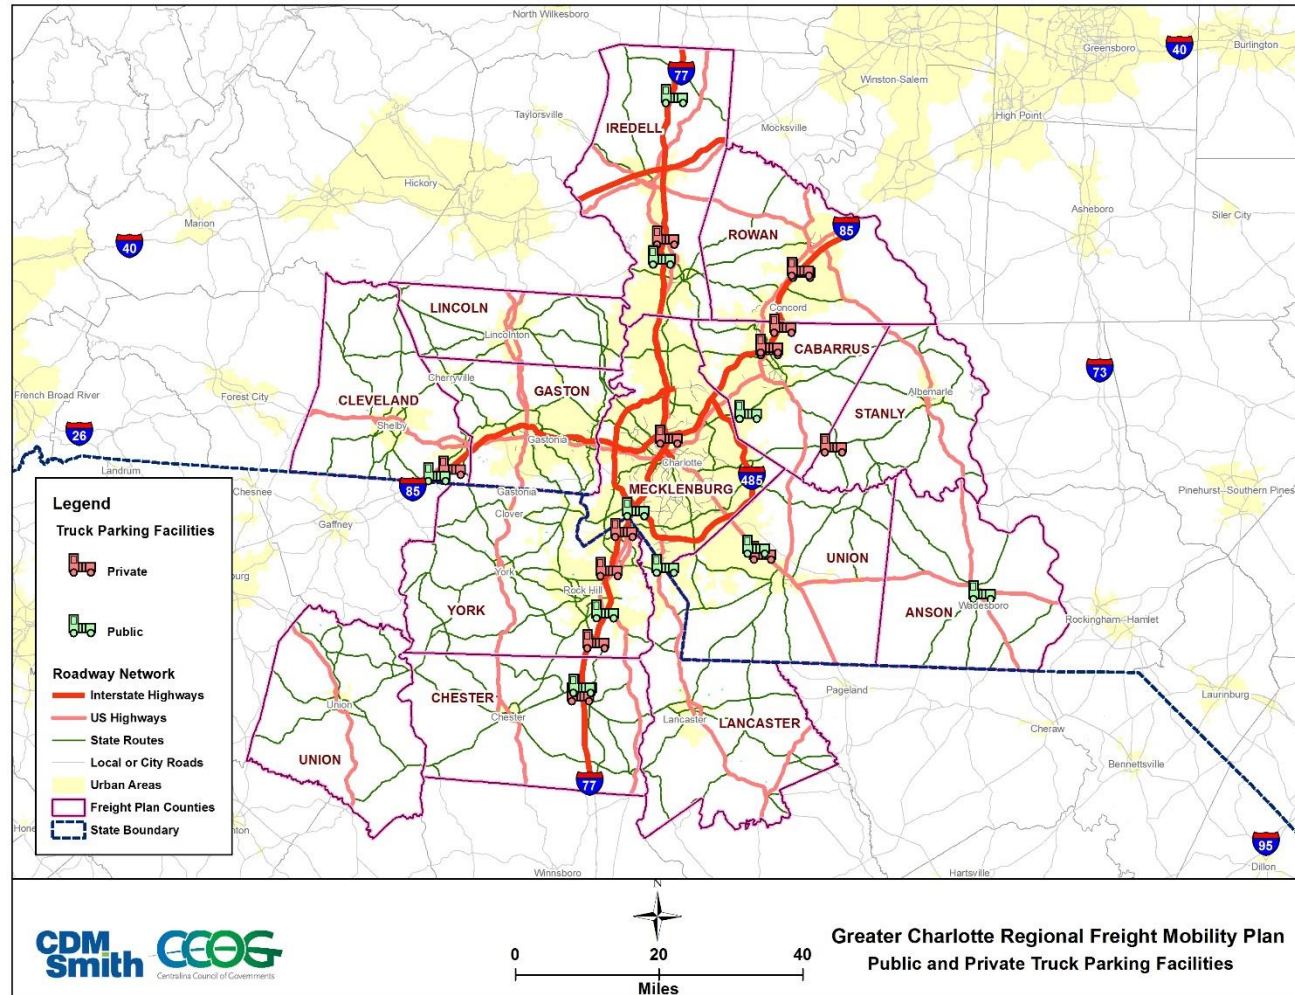 North Wilkesboro
40
Greensboro
Burlington
77
Winston-Salem
Taylorsville
High Point
IREDELL
Mocksville
Hickory
Asheboro
Siler City
Marion
40
ROWAN
85
LINCOLN
Concord
Lincolnton
CABARRUS
73
Cherryville
GASTON
French Broad River
Forest City
CLEVELAND
Albemarle
STANLY
Shelby
26
Gastonia
Charlotte
Landrum
485
85
MECKLENBURG
Pinehurst--Southern Pines
Chesnee
Gastonia
Clover
Gaffney
UNION
York
Rock Hill
Wadesboro
YORK
ANSON
Rockingham--Hamlet
Pageland
Laurinburg
CHESTER
Union
Chester
Lancaster
LANCASTER
Cheraw
UNION
Bennettsville
77
95
Dillon
Winnsboro
Hartsville
Legend
Truck Parking Facilities
Private
Public
Roadway Network
Interstate Highways
US Highways
State Routes
Local or City Roads
Urban Areas
Freight Plan Counties
State Boundary
CDM
Smith
CCOG
Centralina Council of Governments
N
0 20 40
Miles
Greater Charlotte Regional Freight Mobility Plan
Public and Private Truck Parking Facilities